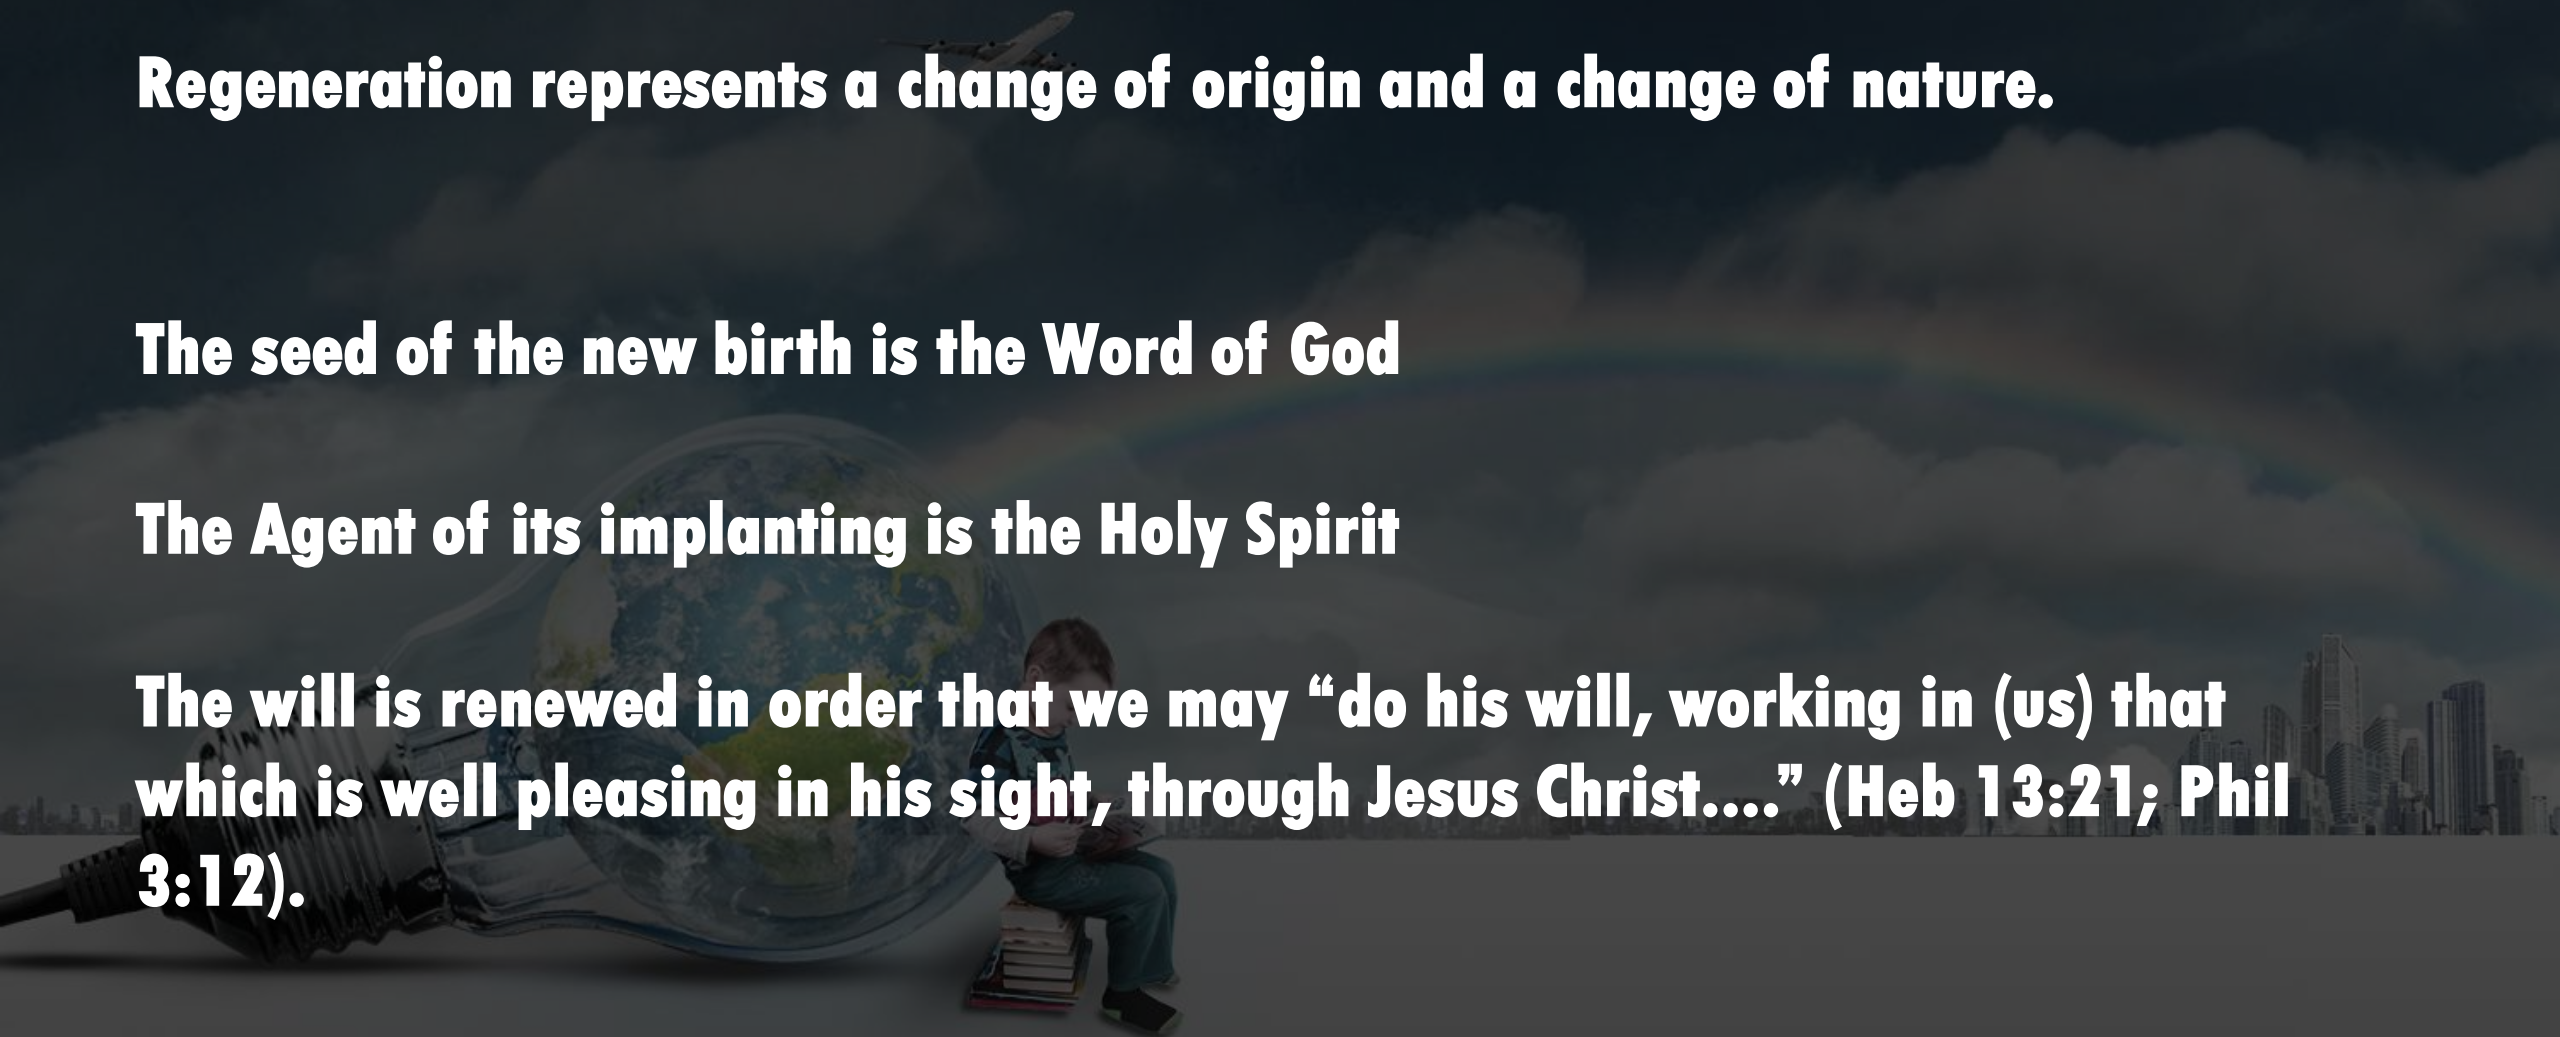 Regeneration represents a change of origin and a change of nature.
The seed of the new birth is the Word of God
The Agent of its implanting is the Holy Spirit
The will is renewed in order that we may “do his will, working in (us) that
which is well pleasing in his sight, through Jesus Christ….” (Heb 13:21; Phil
3:12).